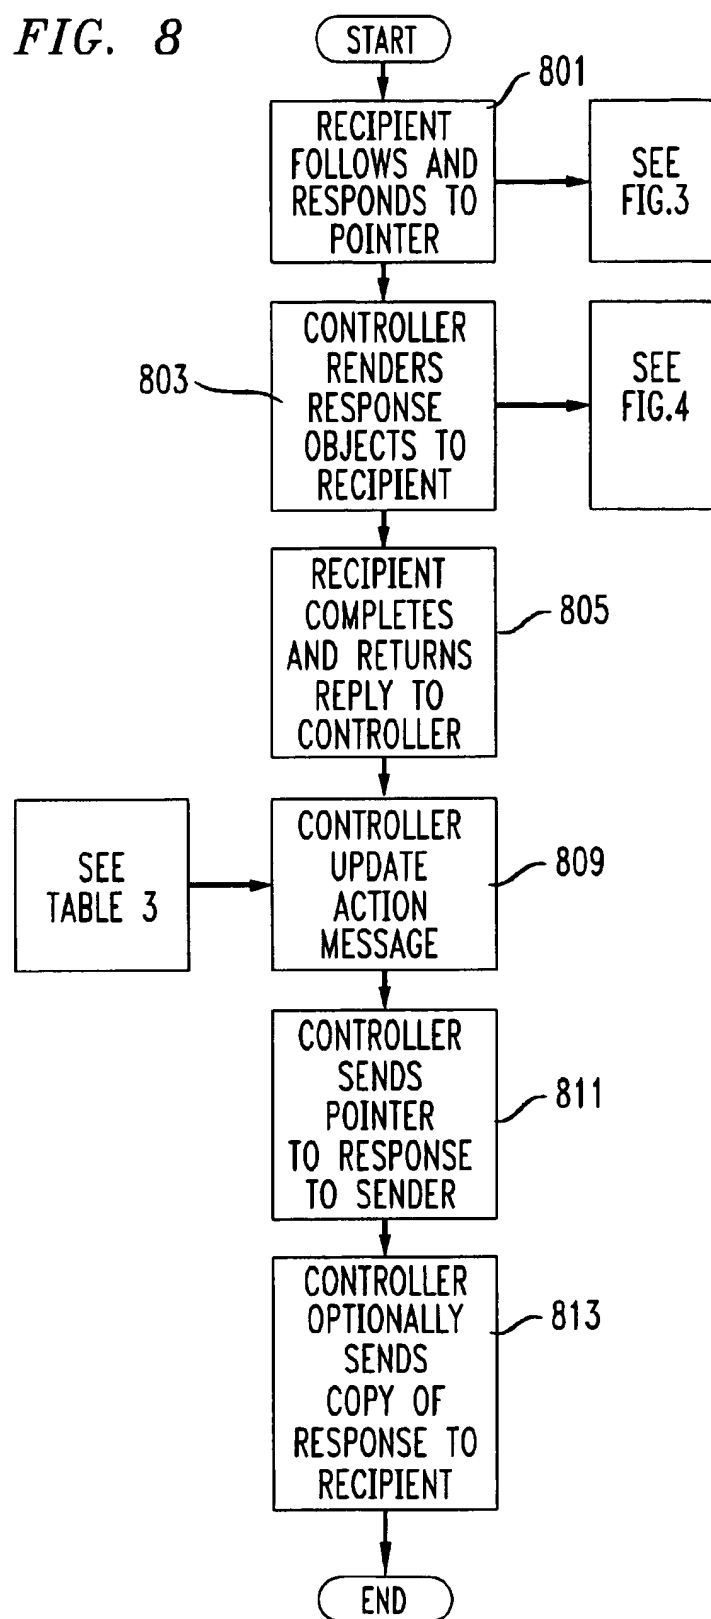 FIG. 8
START
801
RECIPIENT
FOLLOWS AND
RESPONDS TO
POINTER
SEE
FIG.3
803
CONTROLLER
RENDERS
RESPONSE
OBJECTS TO
RECIPIENT
SEE
FIG.4
RECIPIENT
COMPLETES
AND RETURNS
REPLY TO
CONTROLLER
805
SEE
TABLE 3
CONTROLLER
UPDATE
ACTION
MESSAGE
809
CONTROLLER
SENDS
POINTER
TO RESPONSE
TO SENDER
811
CONTROLLER
OPTIONALLY
SENDS
COPY OF
RESPONSE TO
RECIPIENT
813
END